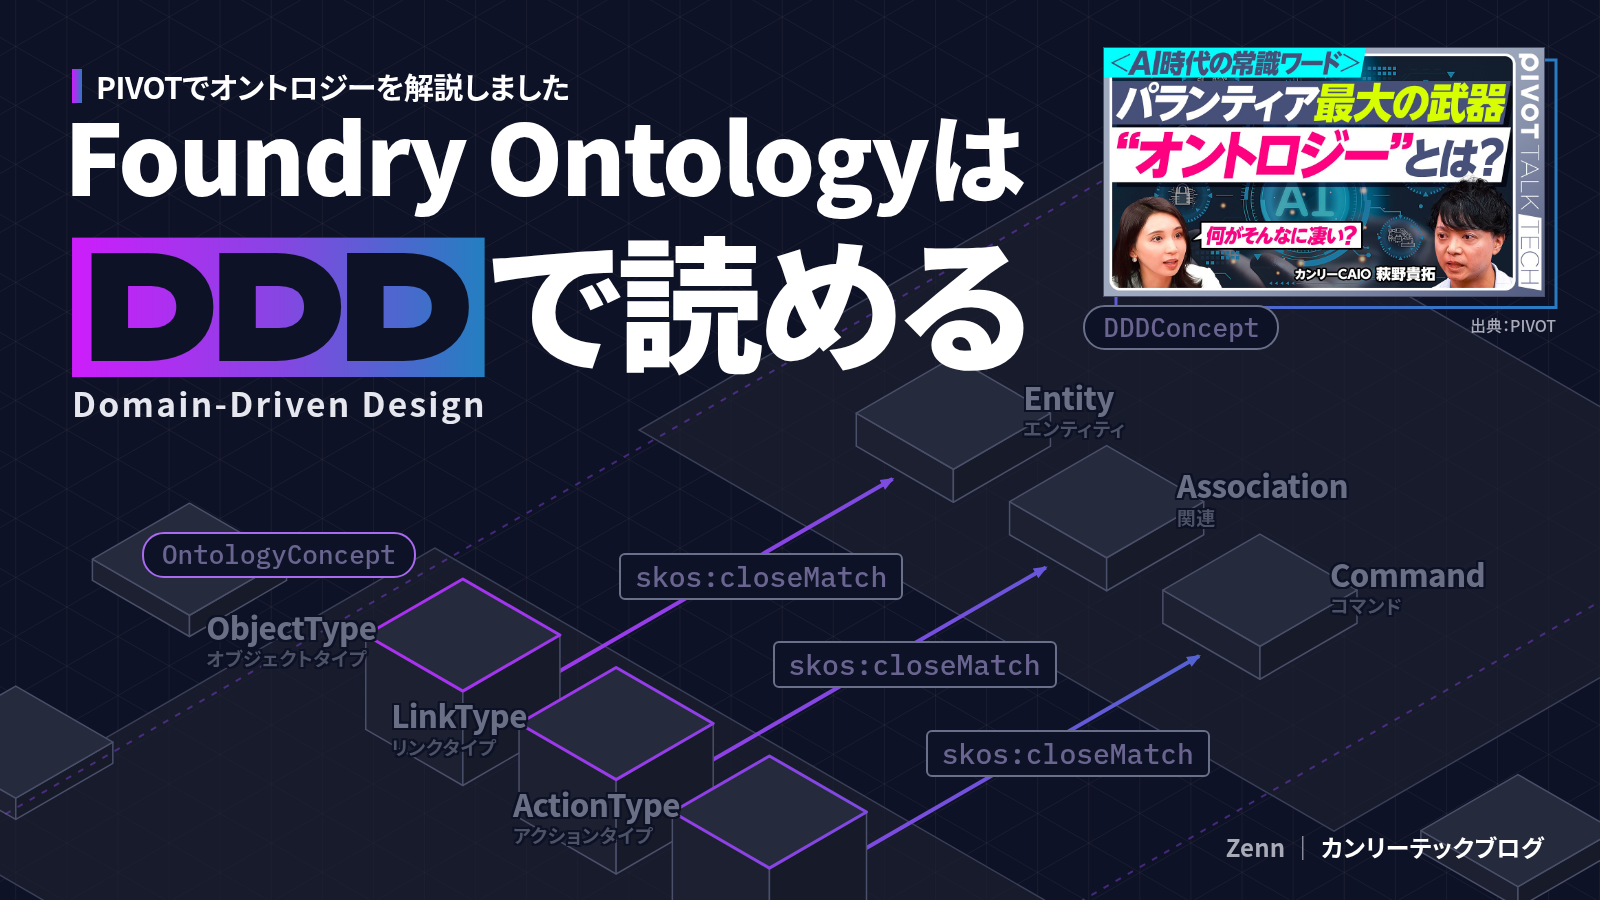 PIVOTでオントロジーを解説しました
Foundry Ontologyは
DDDで読める
Domain-Driven Design
＜AI時代の常識ワード＞
パランティア最大の武器
“オントロジー”とは?
AI
何がそんなに凄い?
カンリーCAIO 萩野貴拓
PIVOT TALK TECH
出典：PIVOT
DDDConcept
Entity
エンティティ
Association
関連
Command
コマンド
OntologyConcept
skos:closeMatch
ObjectType
オブジェクトタイプ
skos:closeMatch
LinkType
リンクタイプ
skos:closeMatch
ActionType
アクションタイプ
Zenn | カンリーテックブログ